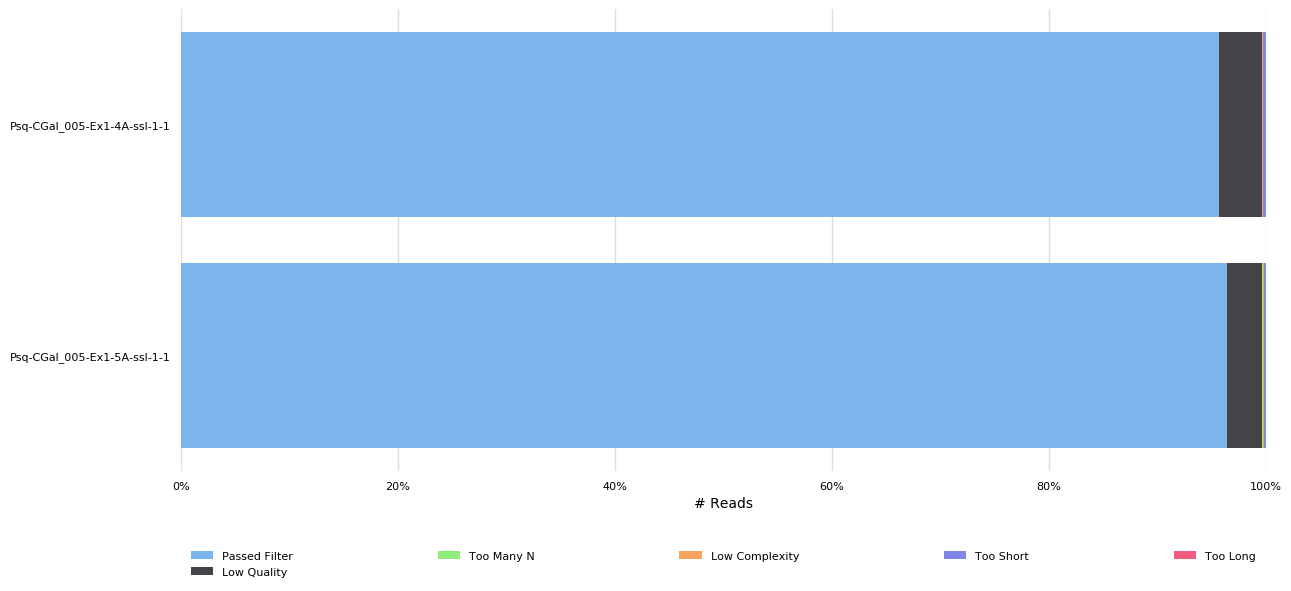 Psq-CGal_005-Ex1-4A-ssl-1-1
Psq-CGal_005-Ex1-5A-ssl-1-1
0% 20% 40% 60% 80% 100%
# Reads
Passed Filter Too Many N Low Complexity Too Short Too Long
Low Quality